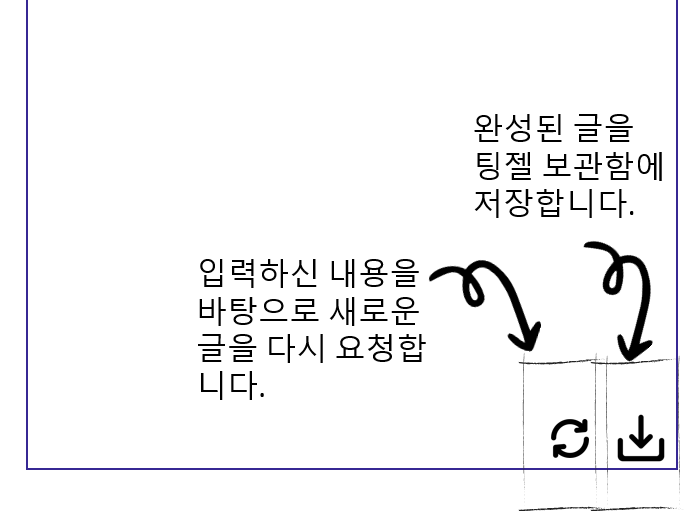 완성된 글을
팅젤 보관함에
저장합니다.
입력하신 내용을
바탕으로 새로운
글을 다시 요청합
니다.